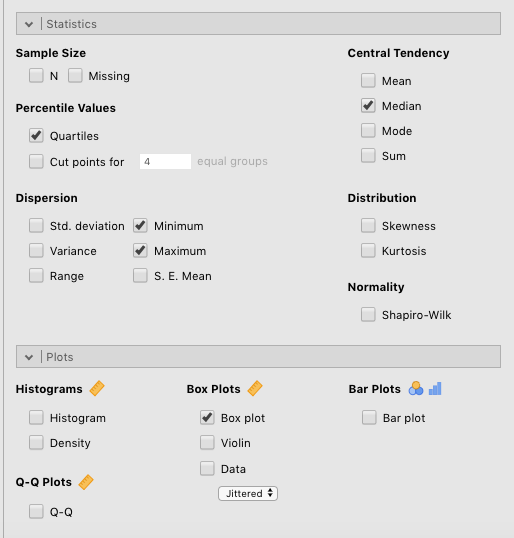 Statistics
Sample Size
N Missing
Percentile Values
Quartiles
Cut points for 4 equal groups
Dispersion
Std. deviation Minimum
Variance Maximum
Range S. E. Mean
Central Tendency
Mean
Median
Mode
Sum
Distribution
Skewness
Kurtosis
Normality
Shapiro-Wilk
Plots
Histograms
Histogram
Density
Q-Q Plots
Q-Q
Box Plots
Box plot
Violin
Data
Jittered
Bar Plots
Bar plot